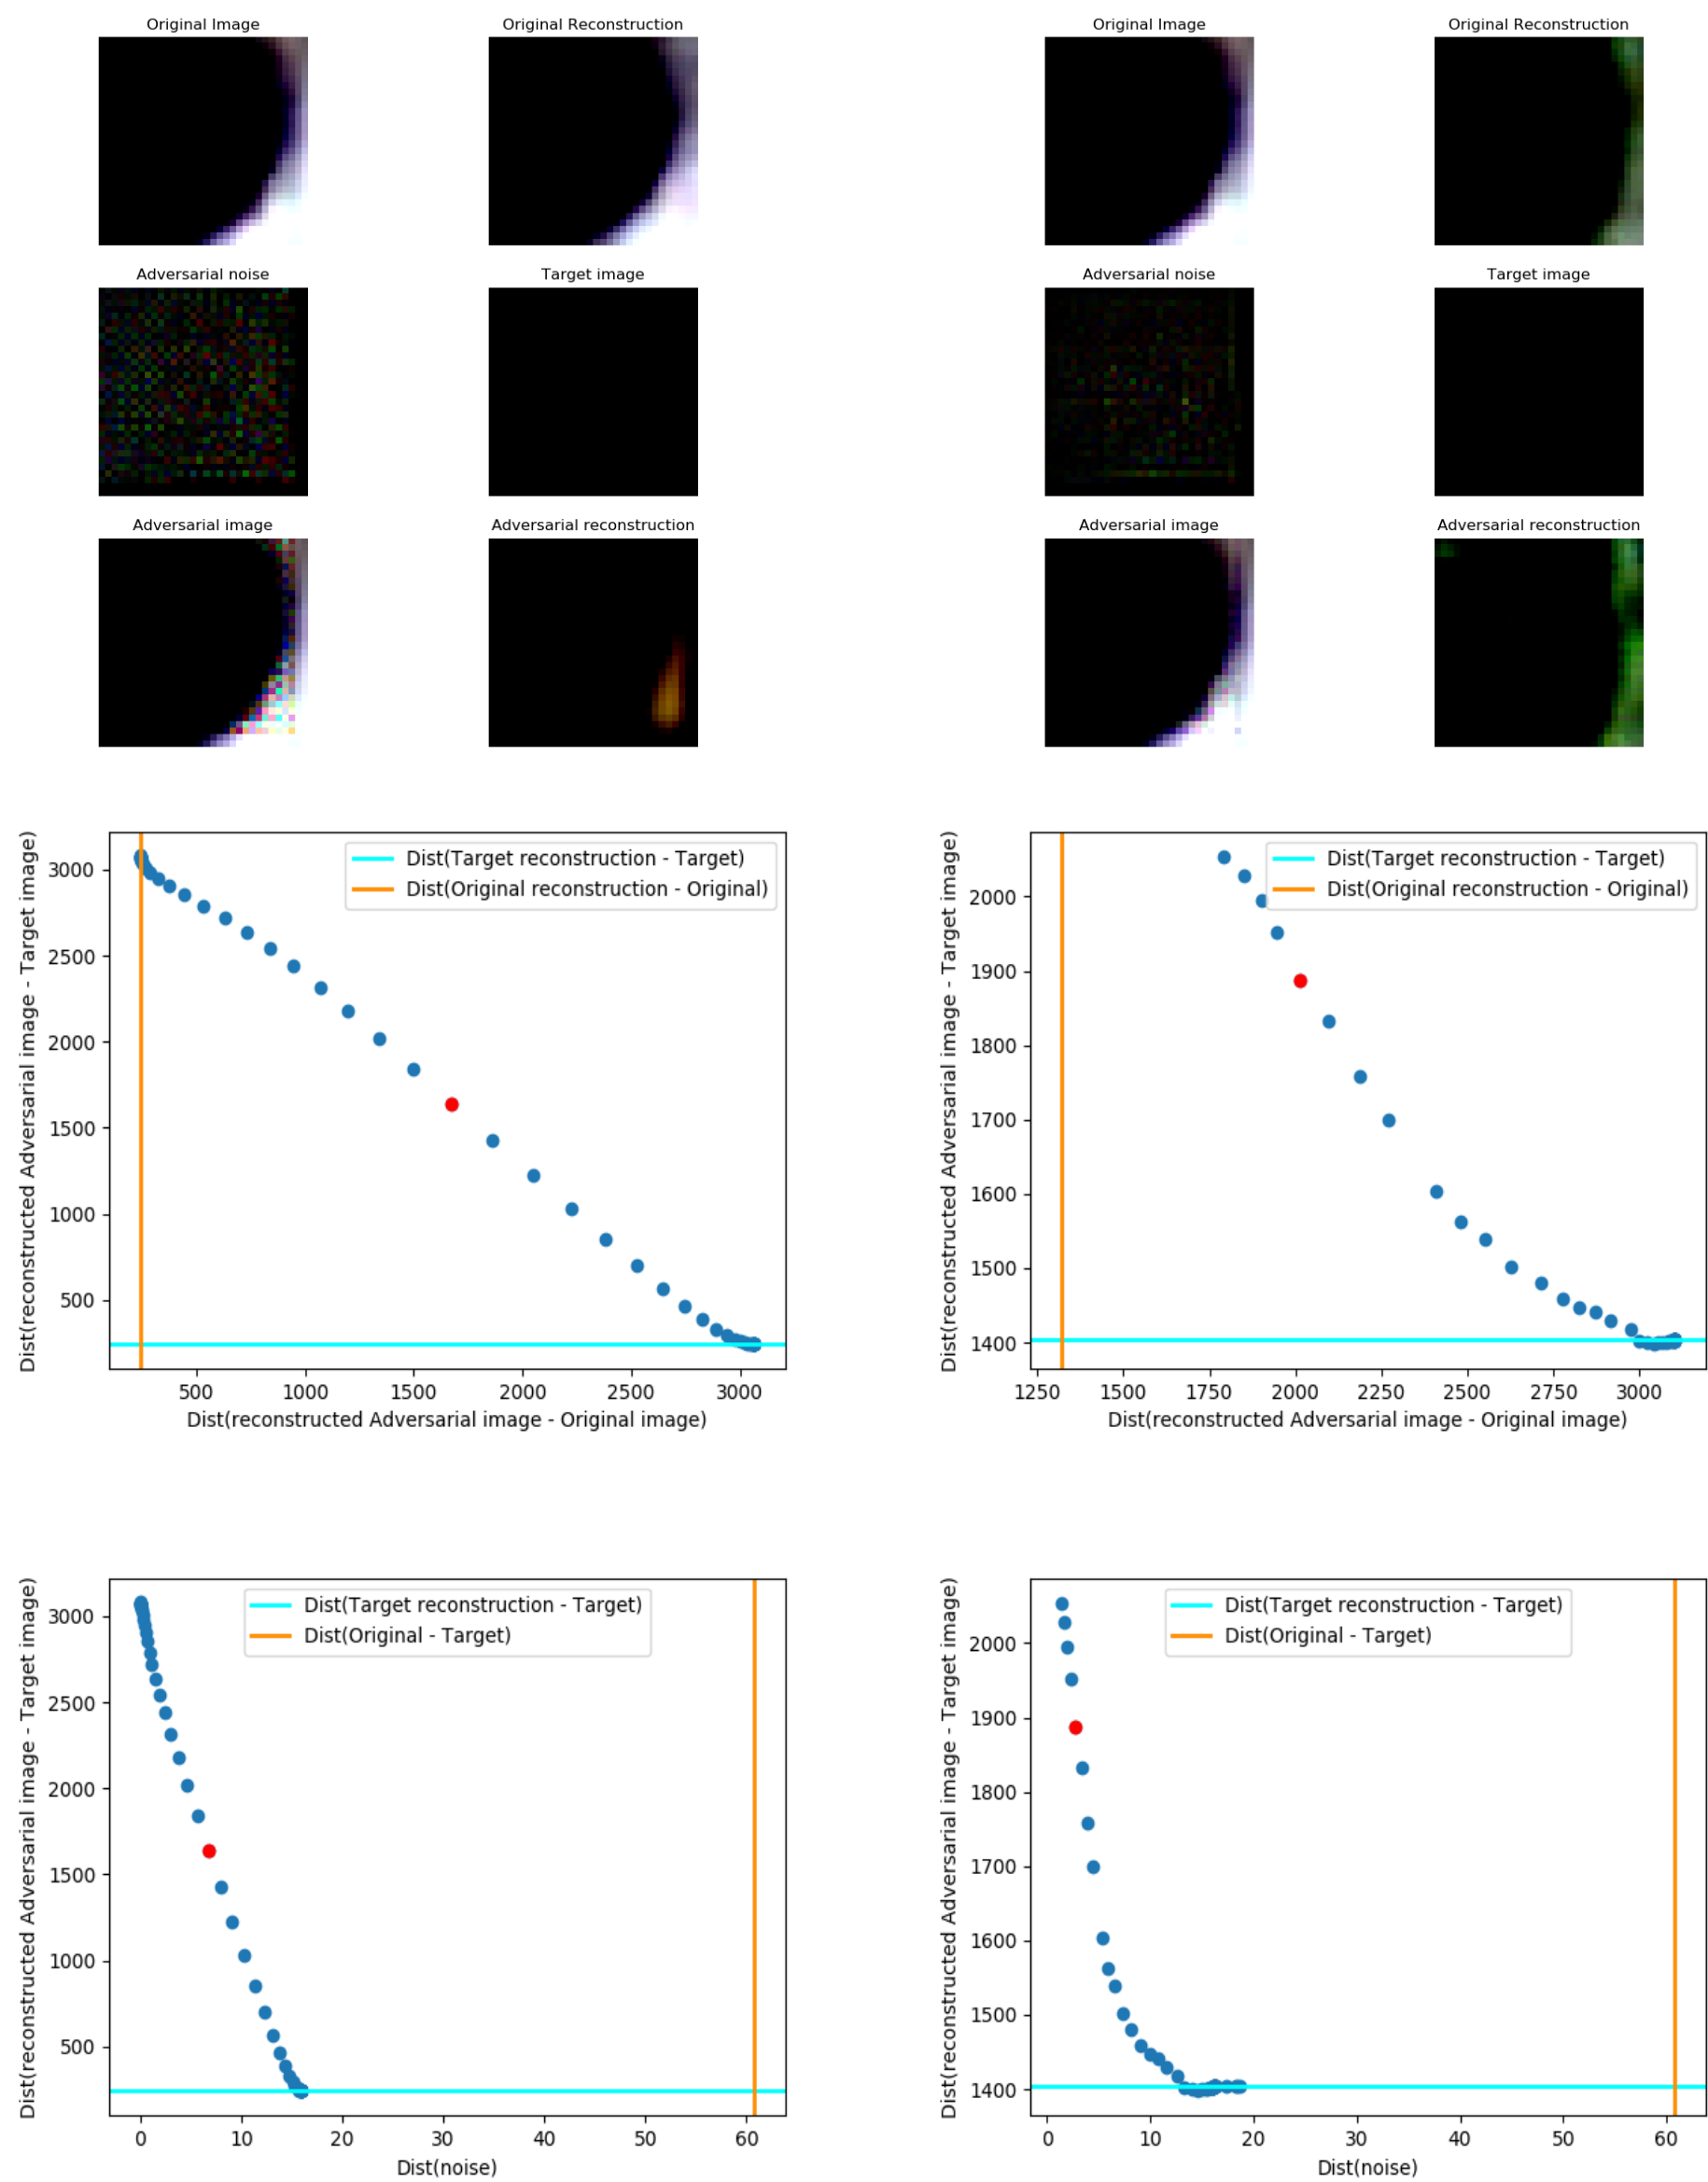 Original Image
Original Reconstruction
Original Image
Original Reconstruction
Adversarial noise
Target image
Adversarial noise
Target image
Adversarial image
Adversarial reconstruction
Adversarial image
Adversarial reconstruction
Dist(reconstructed Adversarial image - Target image)
3000
2500
2000
1500
1000
500
Dist(Target reconstruction - Target)
Dist(Original reconstruction - Original)
500 1000 1500 2000 2500 3000
Dist(reconstructed Adversarial image - Original image)
Dist(reconstructed Adversarial image - Target image)
2000
1900
1800
1700
1600
1500
1400
Dist(Target reconstruction - Target)
Dist(Original reconstruction - Original)
1250 1500 1750 2000 2250 2500 2750 3000
Dist(reconstructed Adversarial image - Original image)
Dist(reconstructed Adversarial image - Target image)
3000
2500
2000
1500
1000
500
Dist(Target reconstruction - Target)
Dist(Original - Target)
0 10 20 30 40 50 60
Dist(noise)
Dist(reconstructed Adversarial image - Target image)
2000
1900
1800
1700
1600
1500
1400
Dist(Target reconstruction - Target)
Dist(Original - Target)
0 10 20 30 40 50 60
Dist(noise)